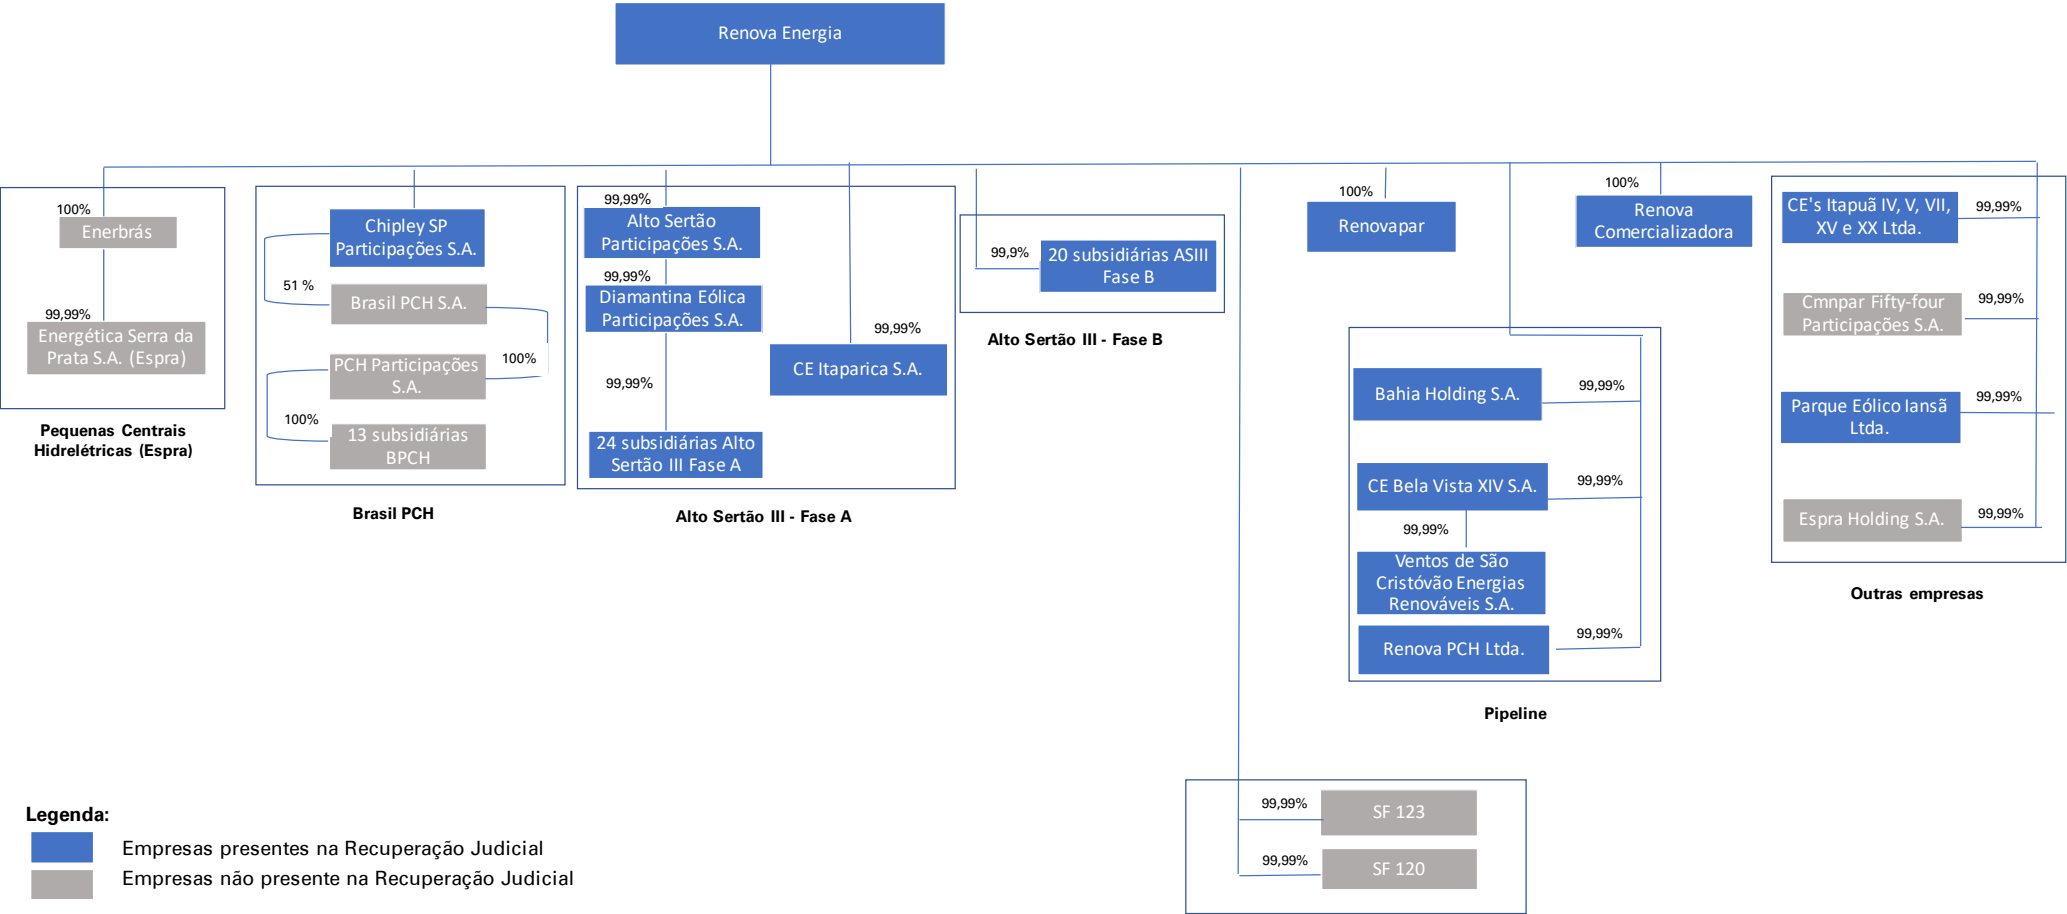 Renova Energia
100%
Enerbrás
99,99%
Energética Serra da
Prata S.A. (Espra)
Pequenas Centrais
Hidrelétricas (Espra)
Chipley SP
Participações S.A.
51 %
Brasil PCH S.A.
100%
PCH Participações
S.A.
100%
13 subsidiárias
BPCH
Brasil PCH
99,99%
Alto Sertão
Participações S.A.
99,99%
Diamantina Eólica
Participações S.A.
99,99%
24 subsidiárias Alto
Sertão III Fase A
99,99%
CE Itaparica S.A.
Alto Sertão III - Fase A
99,9%
20 subsidiárias ASIII
Fase B
Alto Sertão III - Fase B
100%
Renovapar
100%
Renova
Comercializadora
Bahia Holding S.A.
99,99%
CE Bela Vista XIV S.A.
99,99%
99,99%
Ventos de São
Cristóvão Energias
Renováveis S.A.
Renova PCH Ltda.
99,99%
Pipeline
CE's Itapuã IV, V, VII,
XV e XX Ltda.
99,99%
Cmnpar Fifty-four
Participações S.A.
99,99%
Parque Eólico Iansã
Ltda.
99,99%
Espra Holding S.A.
99,99%
Outras empresas
99,99%
SF 123
99,99%
SF 120
Legenda:
Empresas presentes na Recuperação Judicial
Empresas não presente na Recuperação Judicial